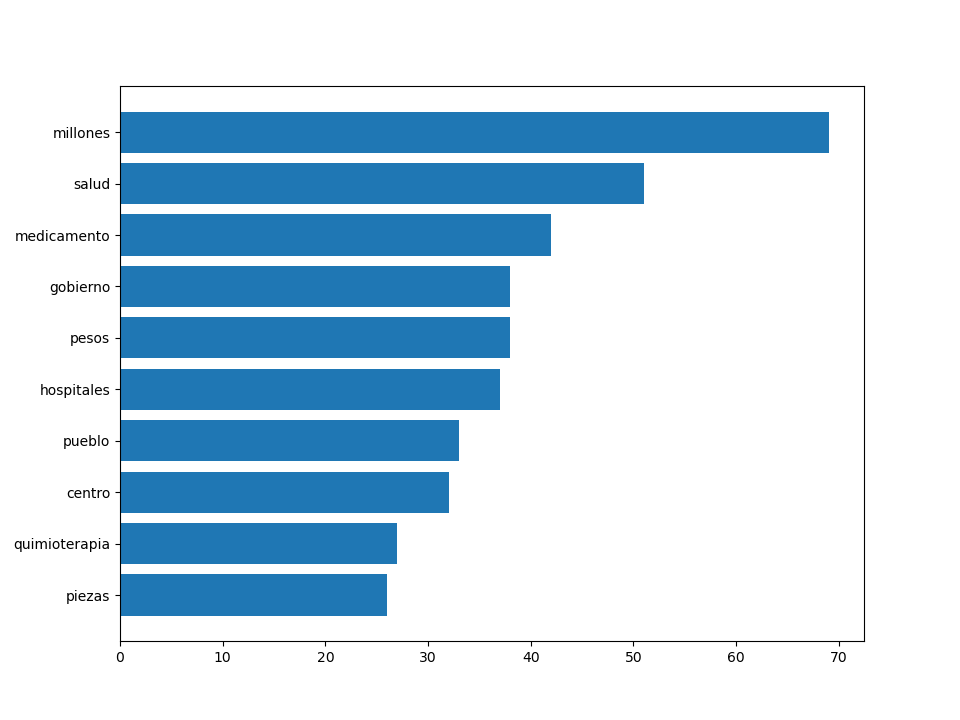 millones
salud
medicamento
gobierno
pesos
hospitales
pueblo
centro
quimioterapia
piezas
0 10 20 30 40 50 60 70